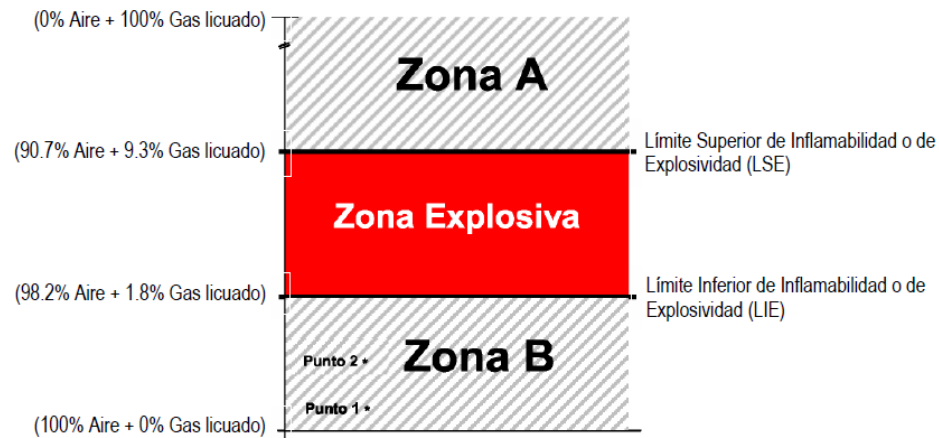 (0% Aire + 100% Gas licuado)
Zona A
(90.7% Aire + 9.3% Gas licuado)
Límite Superior de Inflamabilidad o de
Explosividad (LSE)
Zona Explosiva
(98.2% Aire + 1.8% Gas licuado)
Límite Inferior de Inflamabilidad o de
Explosividad (LIE)
Punto 2
Zona B
Punto 1
(100% Aire + 0% Gas licuado)